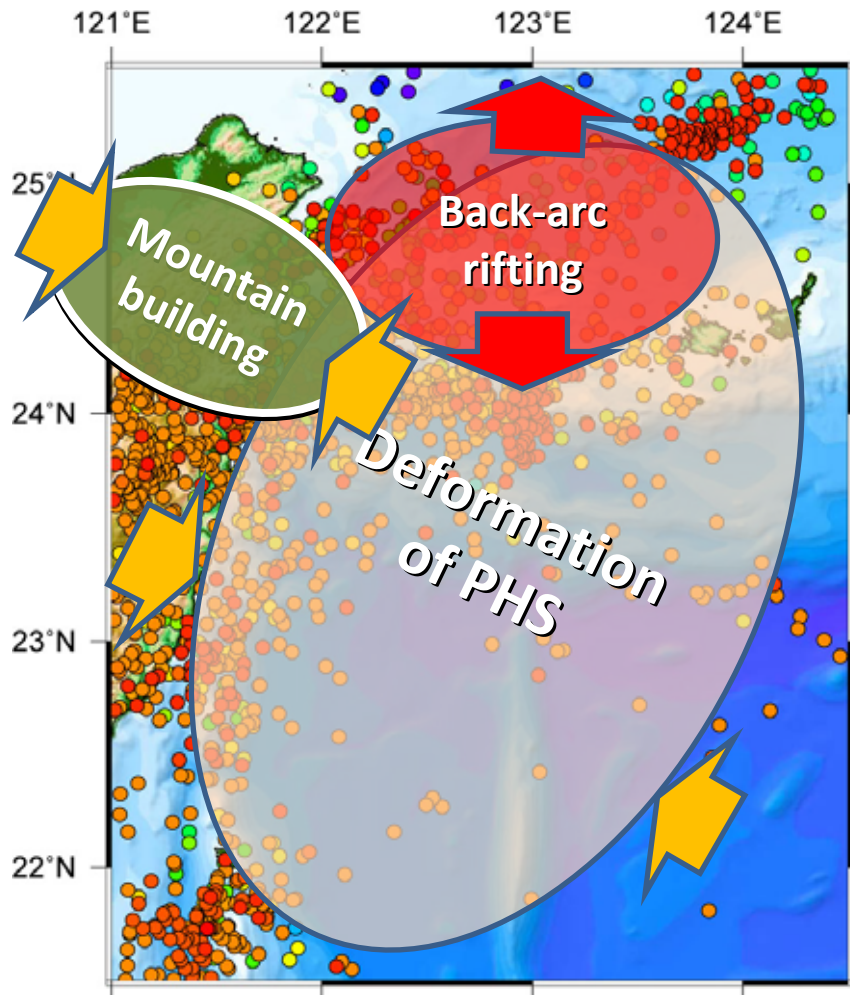 121°E 122°E 123°E 124°E
25°
Back-arc
rifting
Mountain
building
24°N
Deformation
of PHS
23°N
22°N